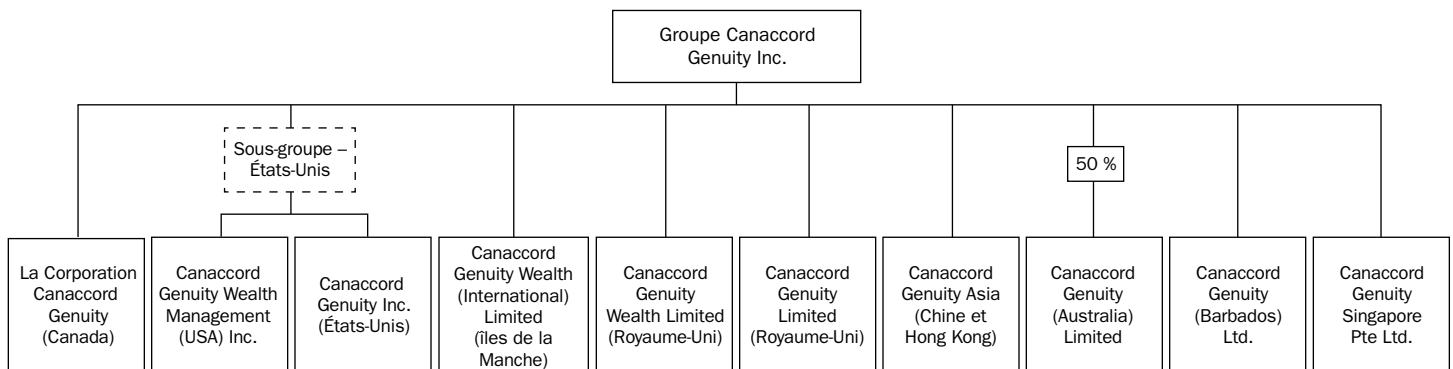 Groupe Canaccord
Genuity Inc.
Sous-groupe –
États-Unis
50 %
La Corporation
Canaccord
Genuity
(Canada)
Canaccord
Genuity Wealth
Management
(USA) Inc.
Canaccord
Genuity Inc.
(États-Unis)
Canaccord
Genuity Wealth
(International)
Limited
(îles de la
Manche)
Canaccord
Genuity
Wealth Limited
(Royaume-Uni)
Canaccord
Genuity
Limited
(Royaume-Uni)
Canaccord
Genuity Asia
(Chine et
Hong Kong)
Canaccord
Genuity
(Australia)
Limited
Canaccord
Genuity
(Barbados)
Ltd.
Canaccord
Genuity
Singapore
Pte Ltd.